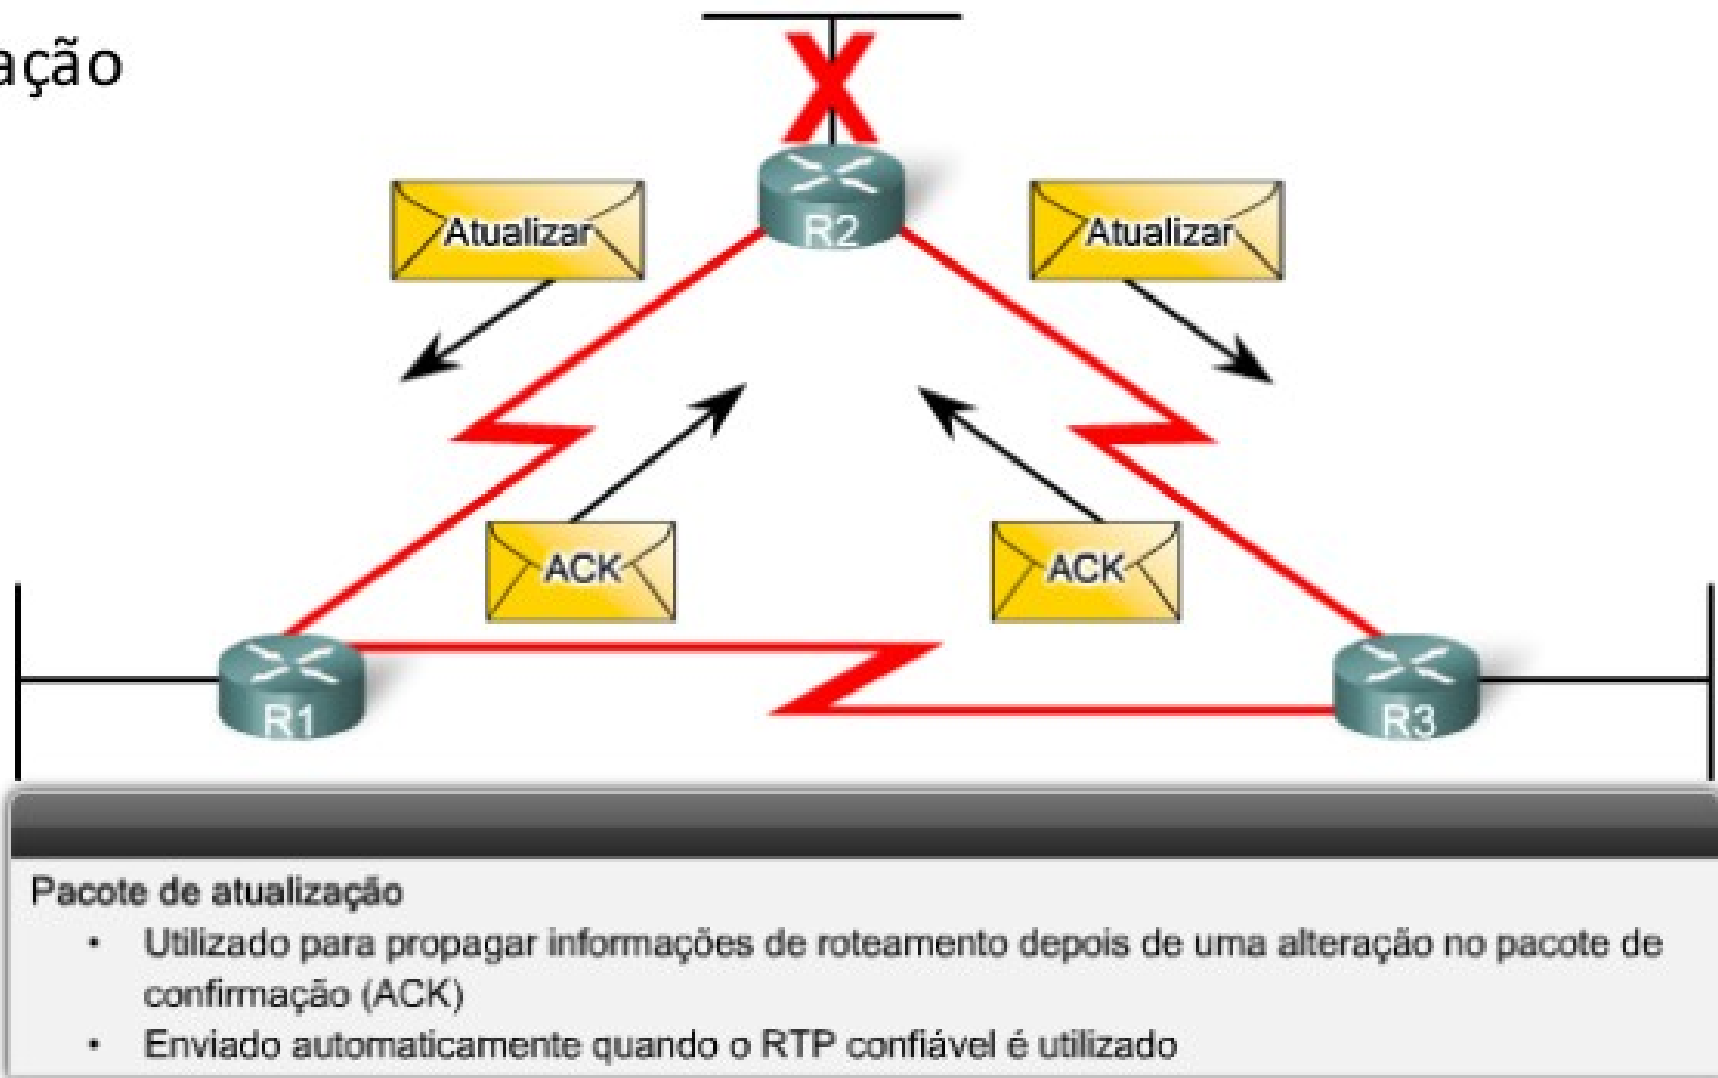 ação
Atualizar
R2
Atualizar
ACK
ACK
R1
R3
Pacote de atualização
• Utilizado para propagar informações de roteamento depois de uma alteração no pacote de
confirmação (ACK)
• Enviado automaticamente quando o RTP confiável é utilizado